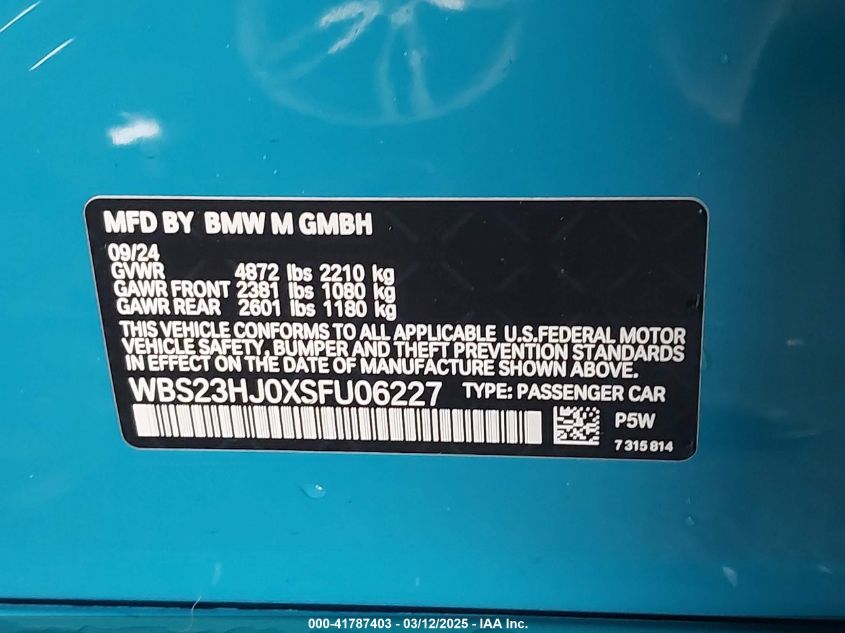 MFD BY BMW M GMBH
09/24
GVWR 4872 lbs 2210 kg
GAWR FRONT 2381 lbs 1080 kg
GAWR REAR 2601 lbs 1180 kg
THIS VEHICLE CONFORMS TO ALL APPLICABLE U.S.FEDERAL MOTOR
VEHICLE SAFETY, BUMPER AND THEFT PREVENTION STANDARDS
IN EFFECT ON THE DATE OF MANUFACTURE SHOWN ABOVE.
WBS23HJ0XSFU06227 TYPE: PASSENGER CAR
P5W
7 315 814
000-41787403 - 03/12/2025 - IAA Inc.